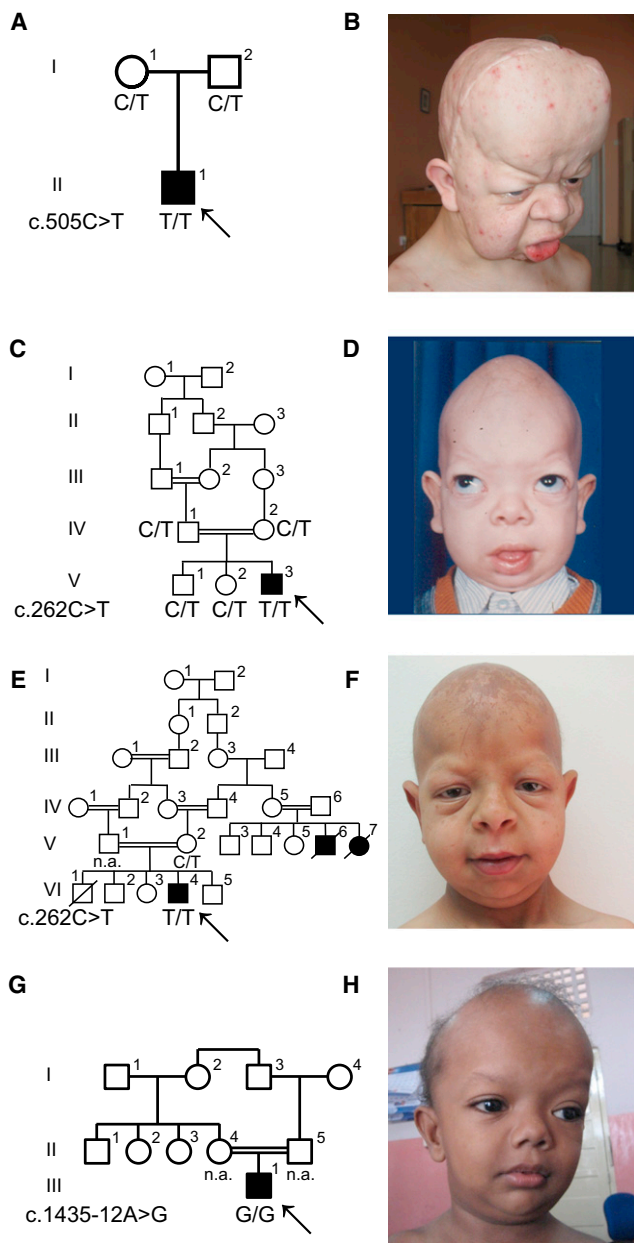 A
B
I
1
2
C/T
C/T
II
1
c.505C>T
T/T
C
D
I
1
2
II
1
2
3
III
1
2
3
IV
C/T
1
2
C/T
V
1
2
3
c.262C>T
C/T
C/T
T/T
E
F
I
1
2
II
1
2
III
1
2
3
4
IV
1
2
3
4
5
6
V
1
2
3
4
5
6
7
n.a.
C/T
VI
1
2
3
4
5
c.262C>T
T/T
G
H
I
1
2
3
4
II
1
2
3
4
5
n.a.
n.a.
III
1
c.1435-12A>G
G/G